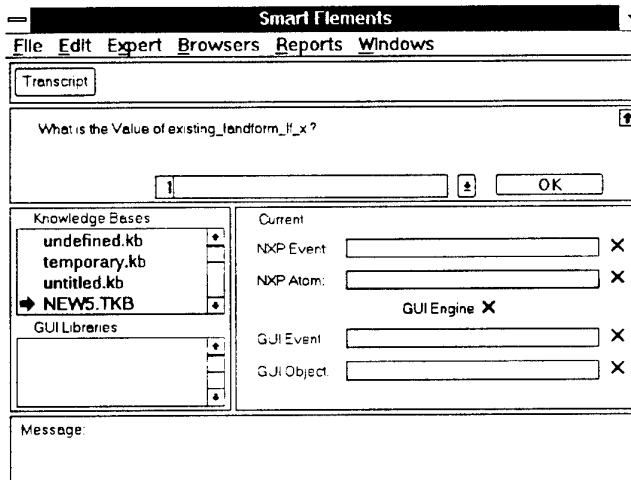 Smart Elements
File Edit Expert Browsers Reports Windows
Transcript
What is the Value of existing_landform_lf_x ?
1
OK
Knowledge Bases
undefined.kb
temporary.kb
untitled.kb
NEW5.TKB
GUI Libraries
Current
NXP Event
NXP Atom:
GUI Engine
GUI Event
GUI Object.
Message: